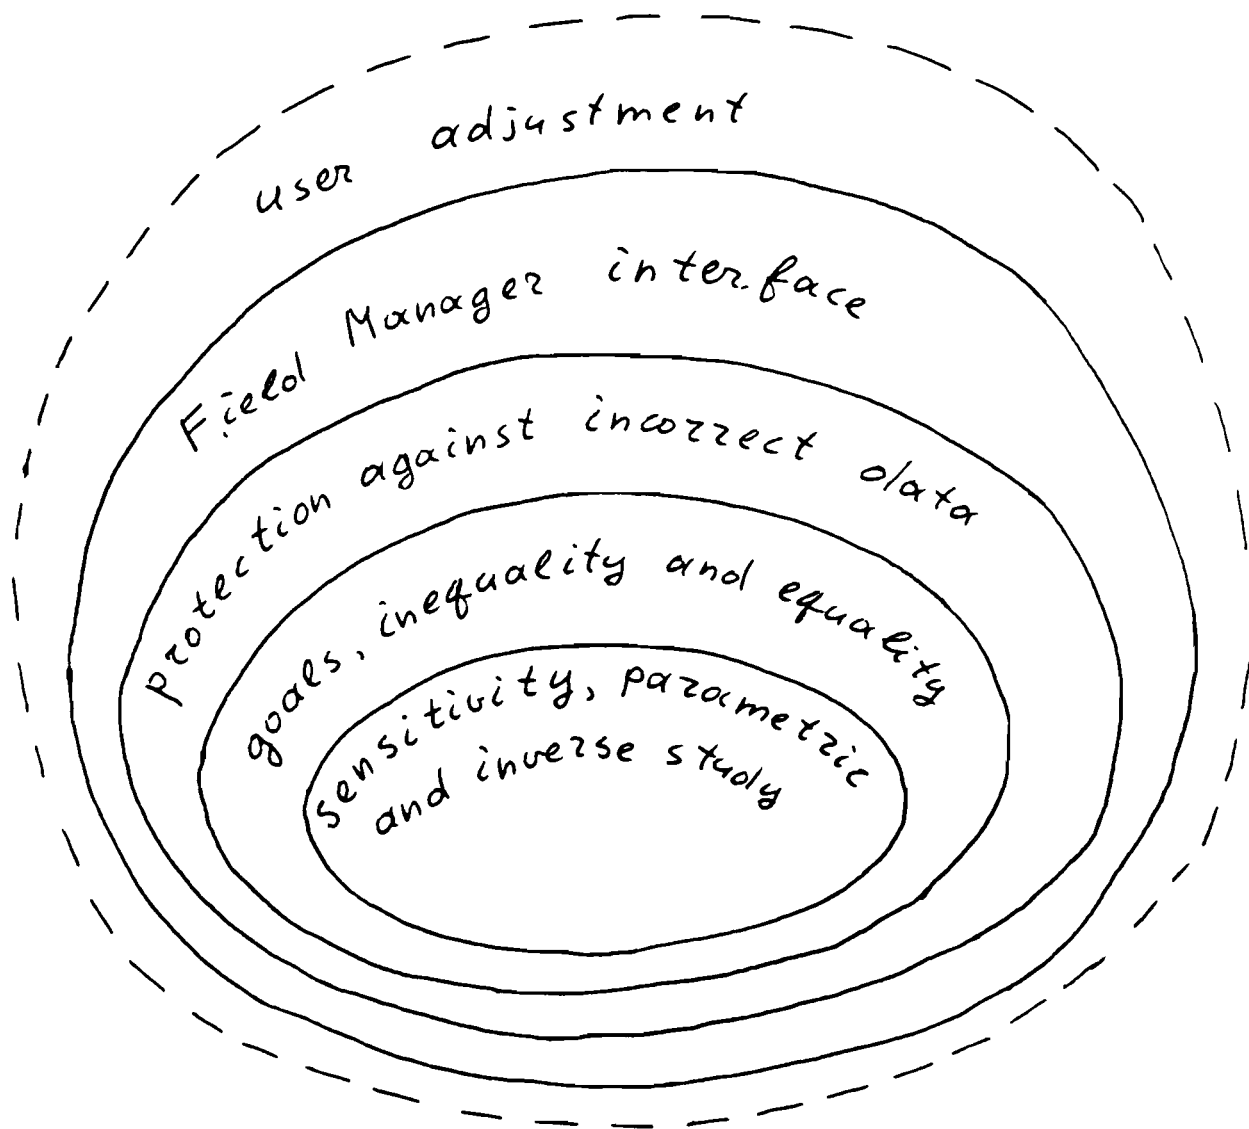 user adjustment
Field Manager interface
protection against incorrect data
goals, inequality and equality
sensitivity, parametric
and inverse study